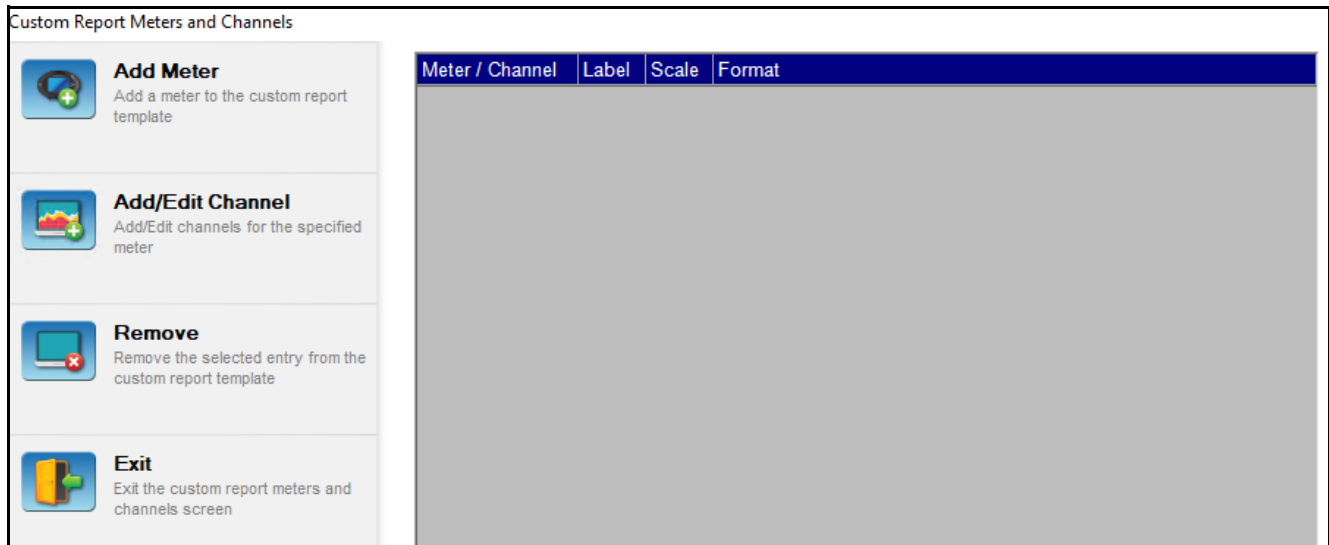 Custom Report Meters and Channels
Add Meter
Add a meter to the custom report
template
Add/Edit Channel
Add/Edit channels for the specified
meter
Remove
Remove the selected entry from the
custom report template
Exit
Exit the custom report meters and
channels screen
Meter / Channel Label Scale Format